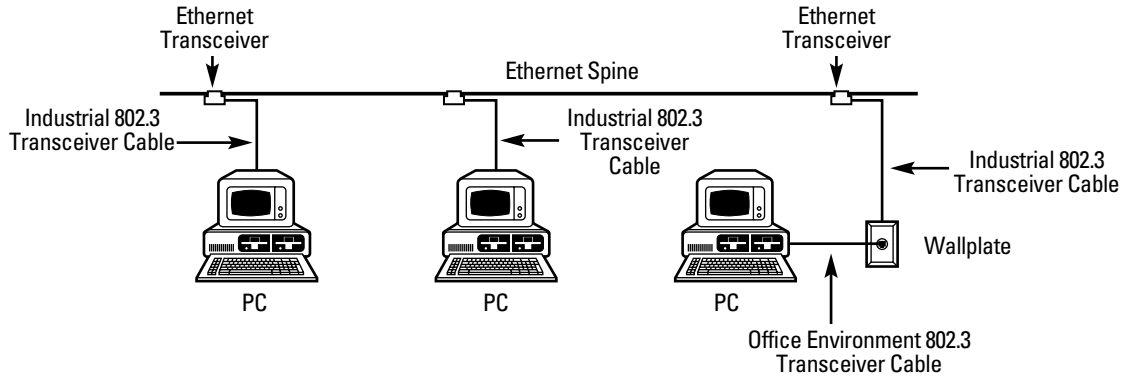 Ethernet
Transceiver
Ethernet
Transceiver
Ethernet Spine
Industrial 802.3
Transceiver Cable
Industrial 802.3
Transceiver
Cable
Industrial 802.3
Transceiver Cable
Wallplate
PC
PC
PC
Office Environment 802.3
Transceiver Cable